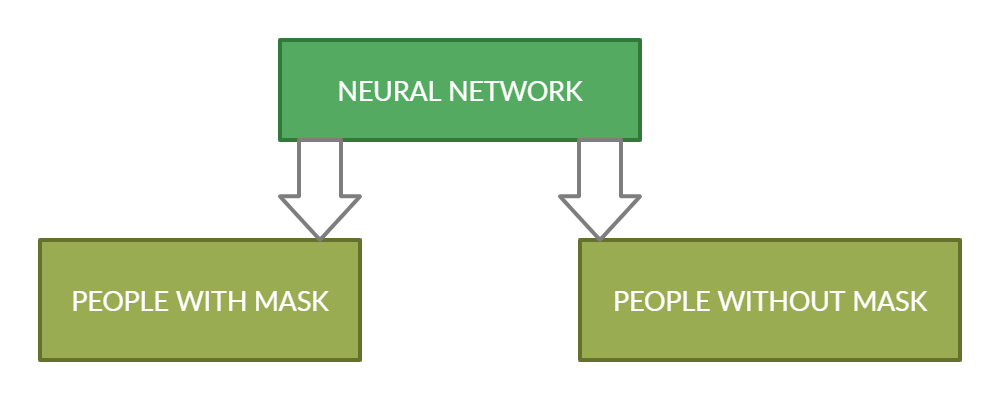 NEURAL NETWORK
PEOPLE WITH MASK
PEOPLE WITHOUT MASK